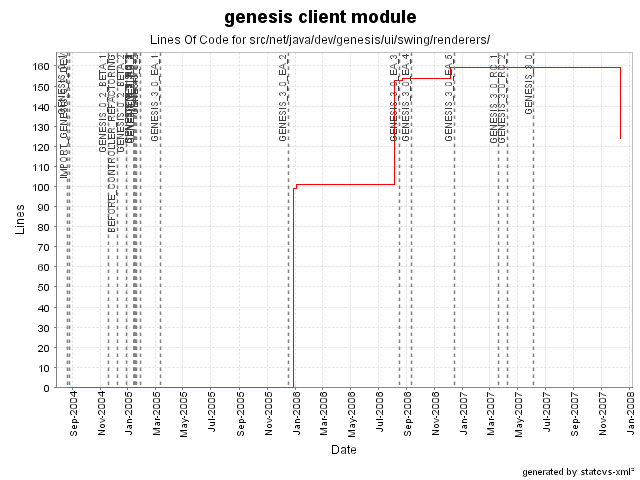 genesis client module
Lines Of Code for src/net/java/dev/genesis/ui/swing/renderers/
Lines
160
150
140
130
120
110
100
90
80
70
60
50
40
30
20
10
0
BEFORE_CONTROLLER_REFACTORING
GENESIS_3_0_EA_1
GENESIS_3_0_EA_2
GENESIS_3_0_EA_3
GENESIS_3_0_EA_4
GENESIS_3_0_EA_5
GENESIS_3_0_RC_1
GENESIS_3_0_RC_2
GENESIS_3_0
Sep-2004
Nov-2004
Jan-2005
Mar-2005
May-2005
Jul-2005
Sep-2005
Nov-2005
Jan-2006
Mar-2006
May-2006
Jul-2006
Sep-2006
Nov-2006
Jan-2007
Mar-2007
May-2007
Jul-2007
Sep-2007
Nov-2007
Jan-2008
Date
generated by statcvs-xml²